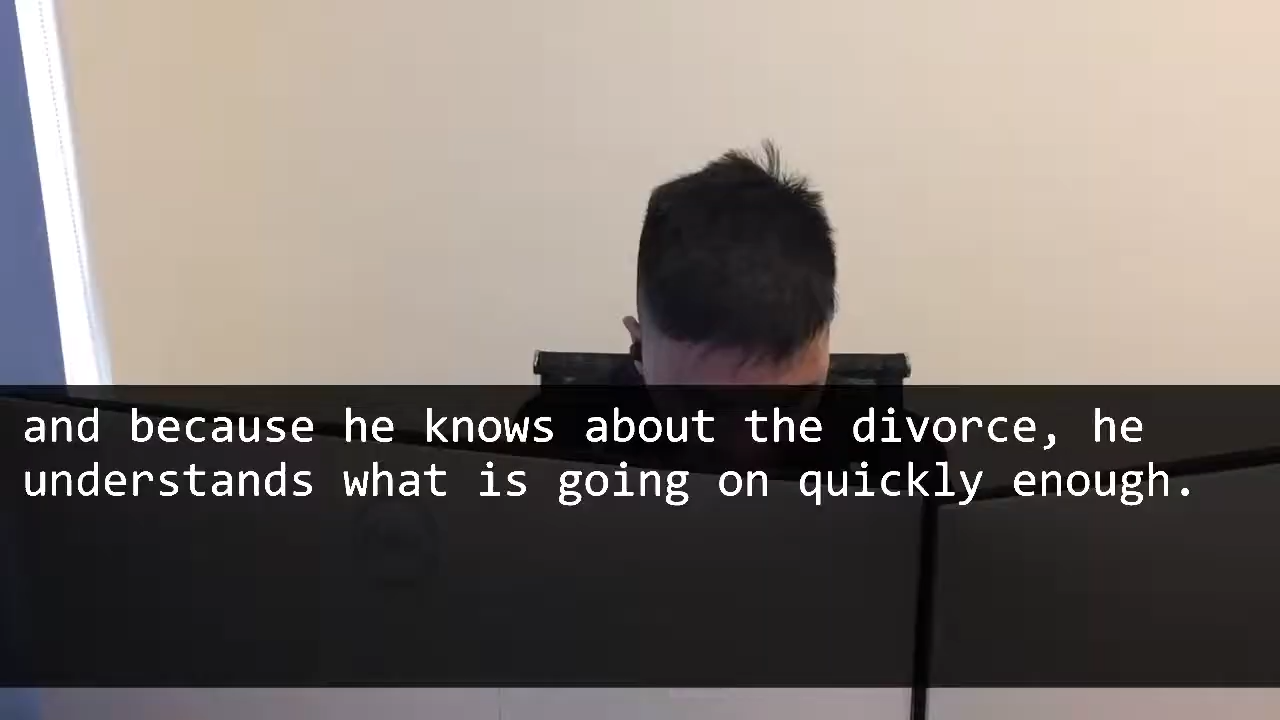 and because he knows about the divorce, he
understands what is going on quickly enough.